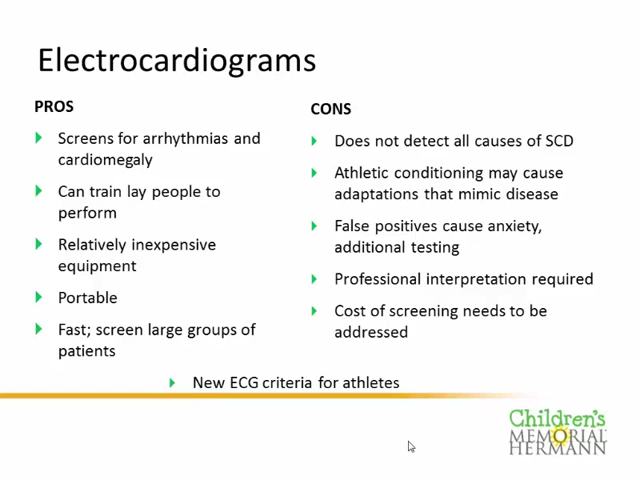 Electrocardiograms
PROS
Screens for arrhythmias and
cardiomegaly
Can train lay people to
perform
Relatively inexpensive
equipment
Portable
Fast; screen large groups of
patients
CONS
Does not detect all causes of SCD
Athletic conditioning may cause
adaptations that mimic disease
False positives cause anxiety,
additional testing
Professional interpretation required
Cost of screening needs to be
addressed
New ECG criteria for athletes
Children's
MEMORIAL
HERMANN